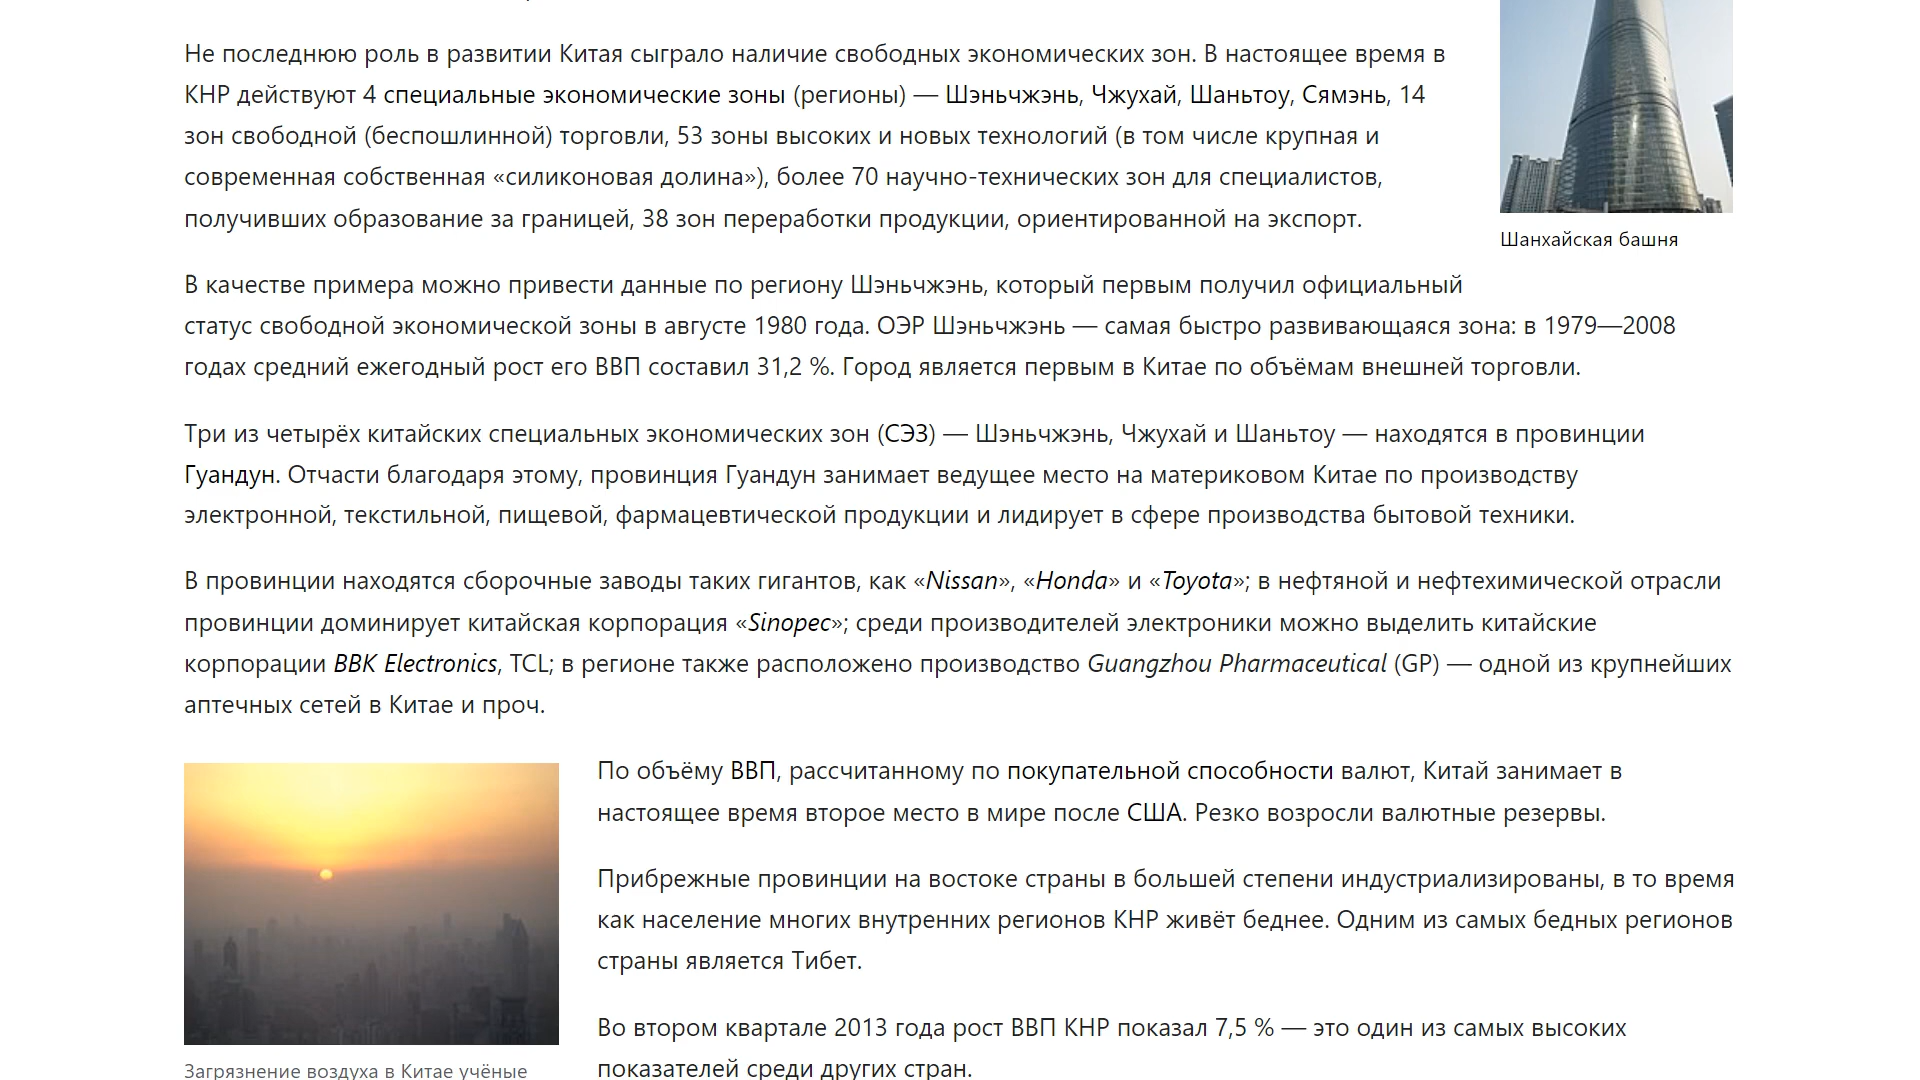 Не последнюю роль в развитии Китая сыграло наличие свободных экономических зон. В настоящее время в
КНР действуют 4 специальные экономические зоны (регионы) — Шэньчжэнь, Чжухай, Шаньтоу, Сямэнь, 14
зон свободной (беспошлинной) торговли, 53 зоны высоких и новых технологий (в том числе крупная и
современная собственная «силиконовая долина»), более 70 научно-технических зон для специалистов,
получивших образование за границей, 38 зон переработки продукции, ориентированной на экспорт.
Шанхайская башня
В качестве примера можно привести данные по региону Шэньчжэнь, который первым получил официальный
статус свободной экономической зоны в августе 1980 года. ОЭР Шэньчжэнь — самая быстро развивающаяся зона: в 1979—2008
годах средний ежегодный рост его ВВП составил 31,2 %. Город является первым в Китае по объёмам внешней торговли.
Три из четырёх китайских специальных экономических зон (СЭЗ) — Шэньчжэнь, Чжухай и Шаньтоу — находятся в провинции
Гуандун. Отчасти благодаря этому, провинция Гуандун занимает ведущее место на материковом Китае по производству
электронной, текстильной, пищевой, фармацевтической продукции и лидирует в сфере производства бытовой техники.
В провинции находятся сборочные заводы таких гигантов, как «Nissan», «Honda» и «Toyota»; в нефтяной и нефтехимической отрасли
провинции доминирует китайская корпорация «Sinopec»; среди производителей электроники можно выделить китайские
корпорации BBK Electronics, TCL; в регионе также расположено производство Guangzhou Pharmaceutical (GP) — одной из крупнейших
аптечных сетей в Китае и проч.
По объёму ВВП, рассчитанному по покупательной способности валют, Китай занимает в
настоящее время второе место в мире после США. Резко возросли валютные резервы.
Прибрежные провинции на востоке страны в большей степени индустриализированы, в то время
как население многих внутренних регионов КНР живёт беднее. Одним из самых бедных регионов
страны является Тибет.
Во втором квартале 2013 года рост ВВП КНР показал 7,5 % — это один из самых высоких
показателей среди других стран.
Загрязнение воздуха в Китае учёные